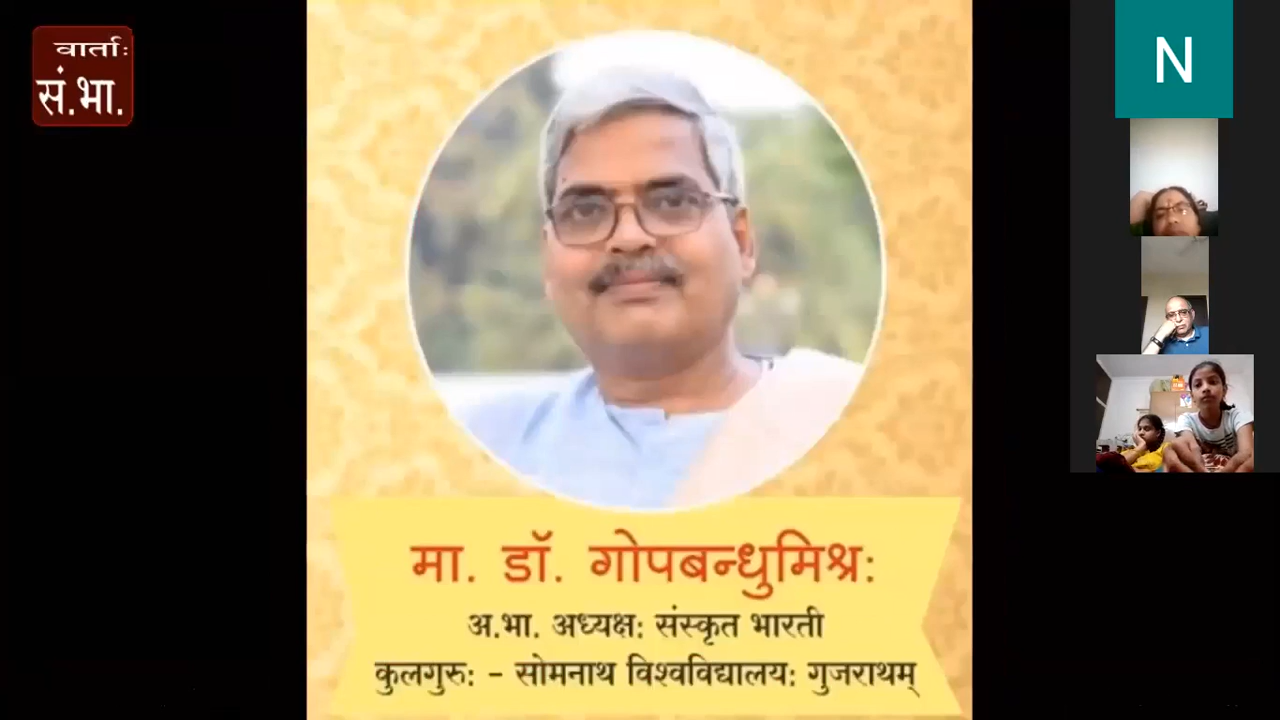 वार्ताः
सं.भा.
N
मा. डॉ. गोपबन्धुमिश्र:
अ.भा. अध्यक्ष: संस्कृत भारती
कुलगुरु: - सोमनाथ विश्वविद्यालय: गुजराथम्